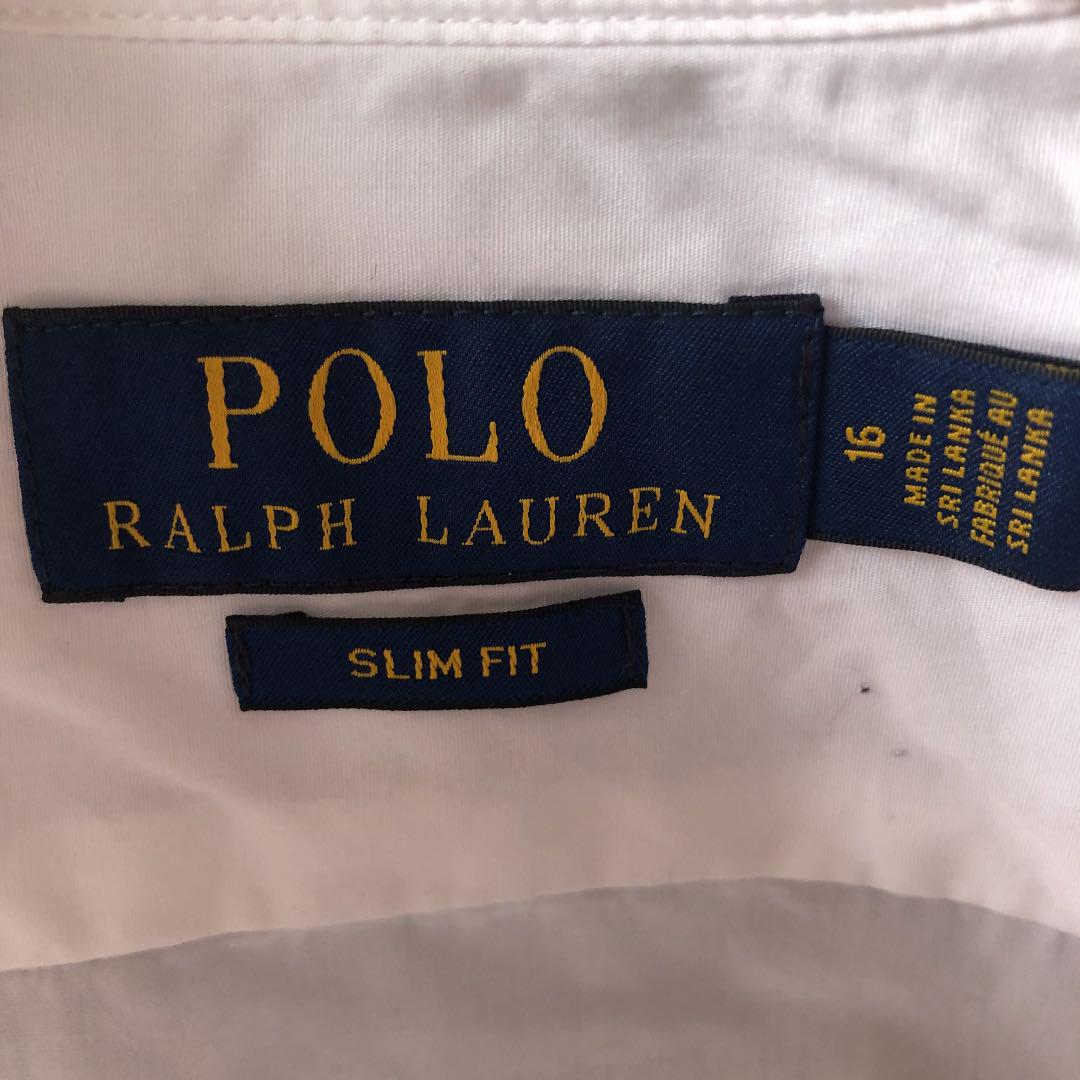 POLO
RALPH LAUREN
SLIM FIT
16
MADE IN
SRI LANKA
FABRIQUÉ AU
SRI LANKA